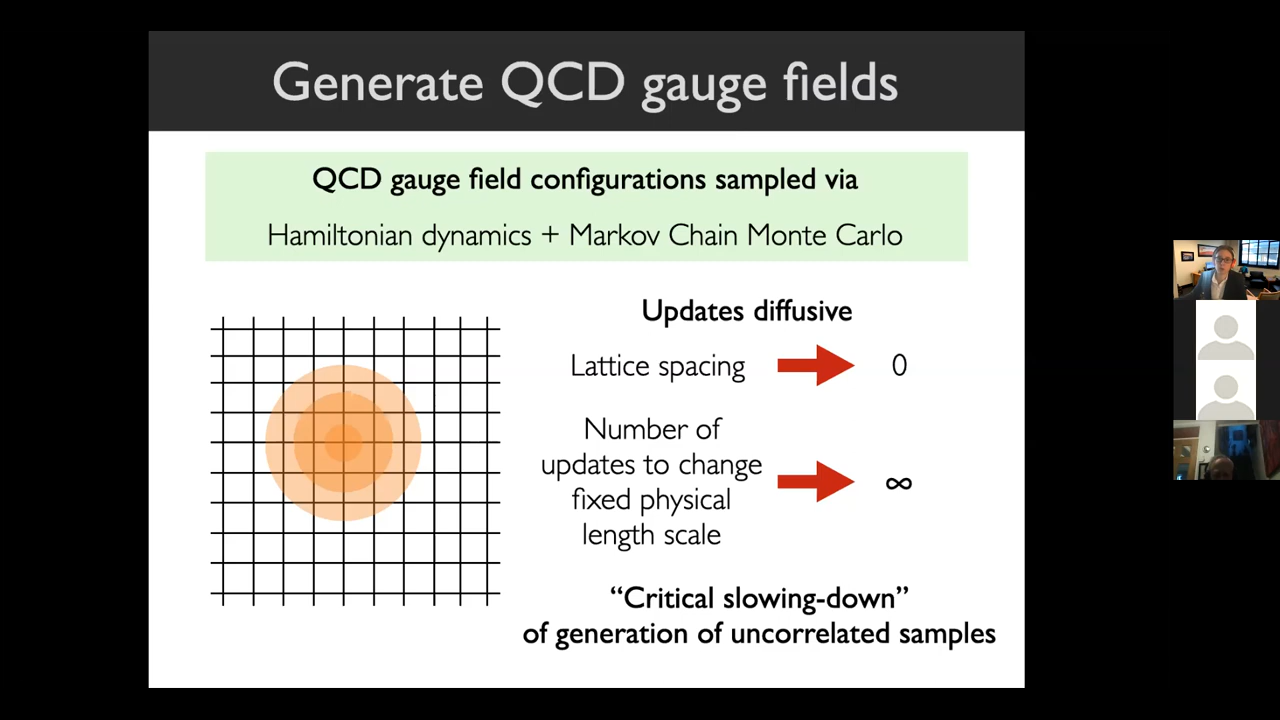 Generate QCD gauge fields
QCD gauge field configurations sampled via
Hamiltonian dynamics + Markov Chain Monte Carlo
Updates diffusive
Lattice spacing 0
Number of
updates to change
fixed physical
length scale
∞
“Critical slowing-down”
of generation of uncorrelated samples